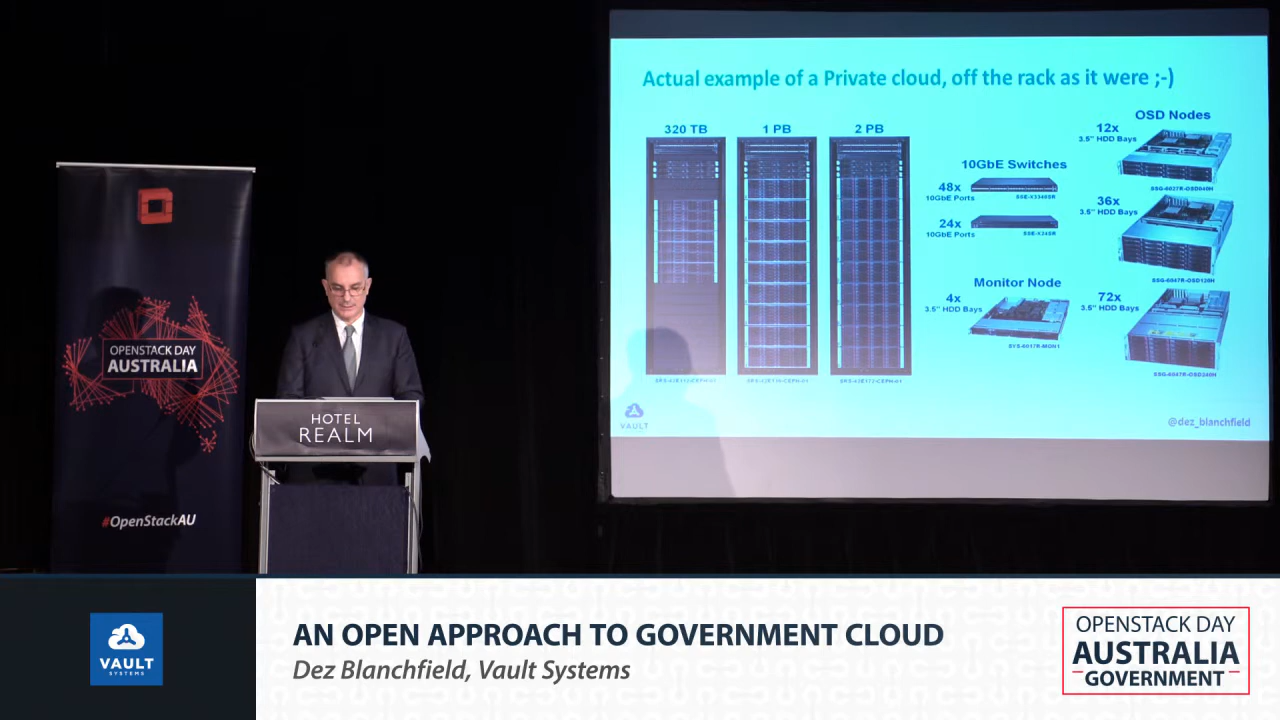 OPENSTACK DAY
AUSTRALIA
#OpenStackAU
HOTEL
REALM
Actual example of a Private cloud, off the rack as it were ;-)
320 TB
1 PB
2 PB
10GbE Switches
48x
10GbE Ports
24x
10GbE Ports
Monitor Node
4x
3.5" HDD Bays
OSD Nodes
12x
3.5" HDD Bays
36x
3.5" HDD Bays
72x
3.5" HDD Bays
VAULT
@dez_blanchfield
VAULT
SYSTEMS
AN OPEN APPROACH TO GOVERNMENT CLOUD
Dez Blanchfield, Vault Systems
OPENSTACK DAY
AUSTRALIA
GOVERNMENT